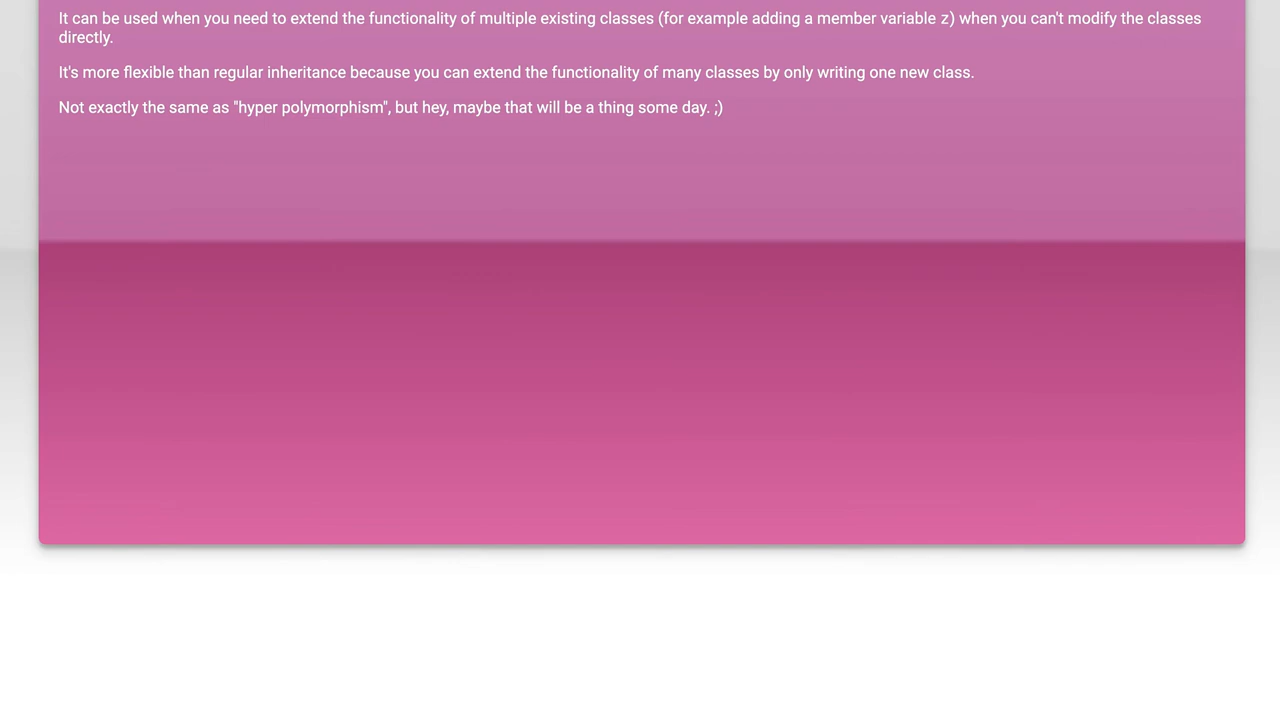 It can be used when you need to extend the functionality of multiple existing classes (for example adding a member variable z) when you can't modify the classes
directly.
It's more flexible than regular inheritance because you can extend the functionality of many classes by only writing one new class.
Not exactly the same as "hyper polymorphism", but hey, maybe that will be a thing some day. ;)